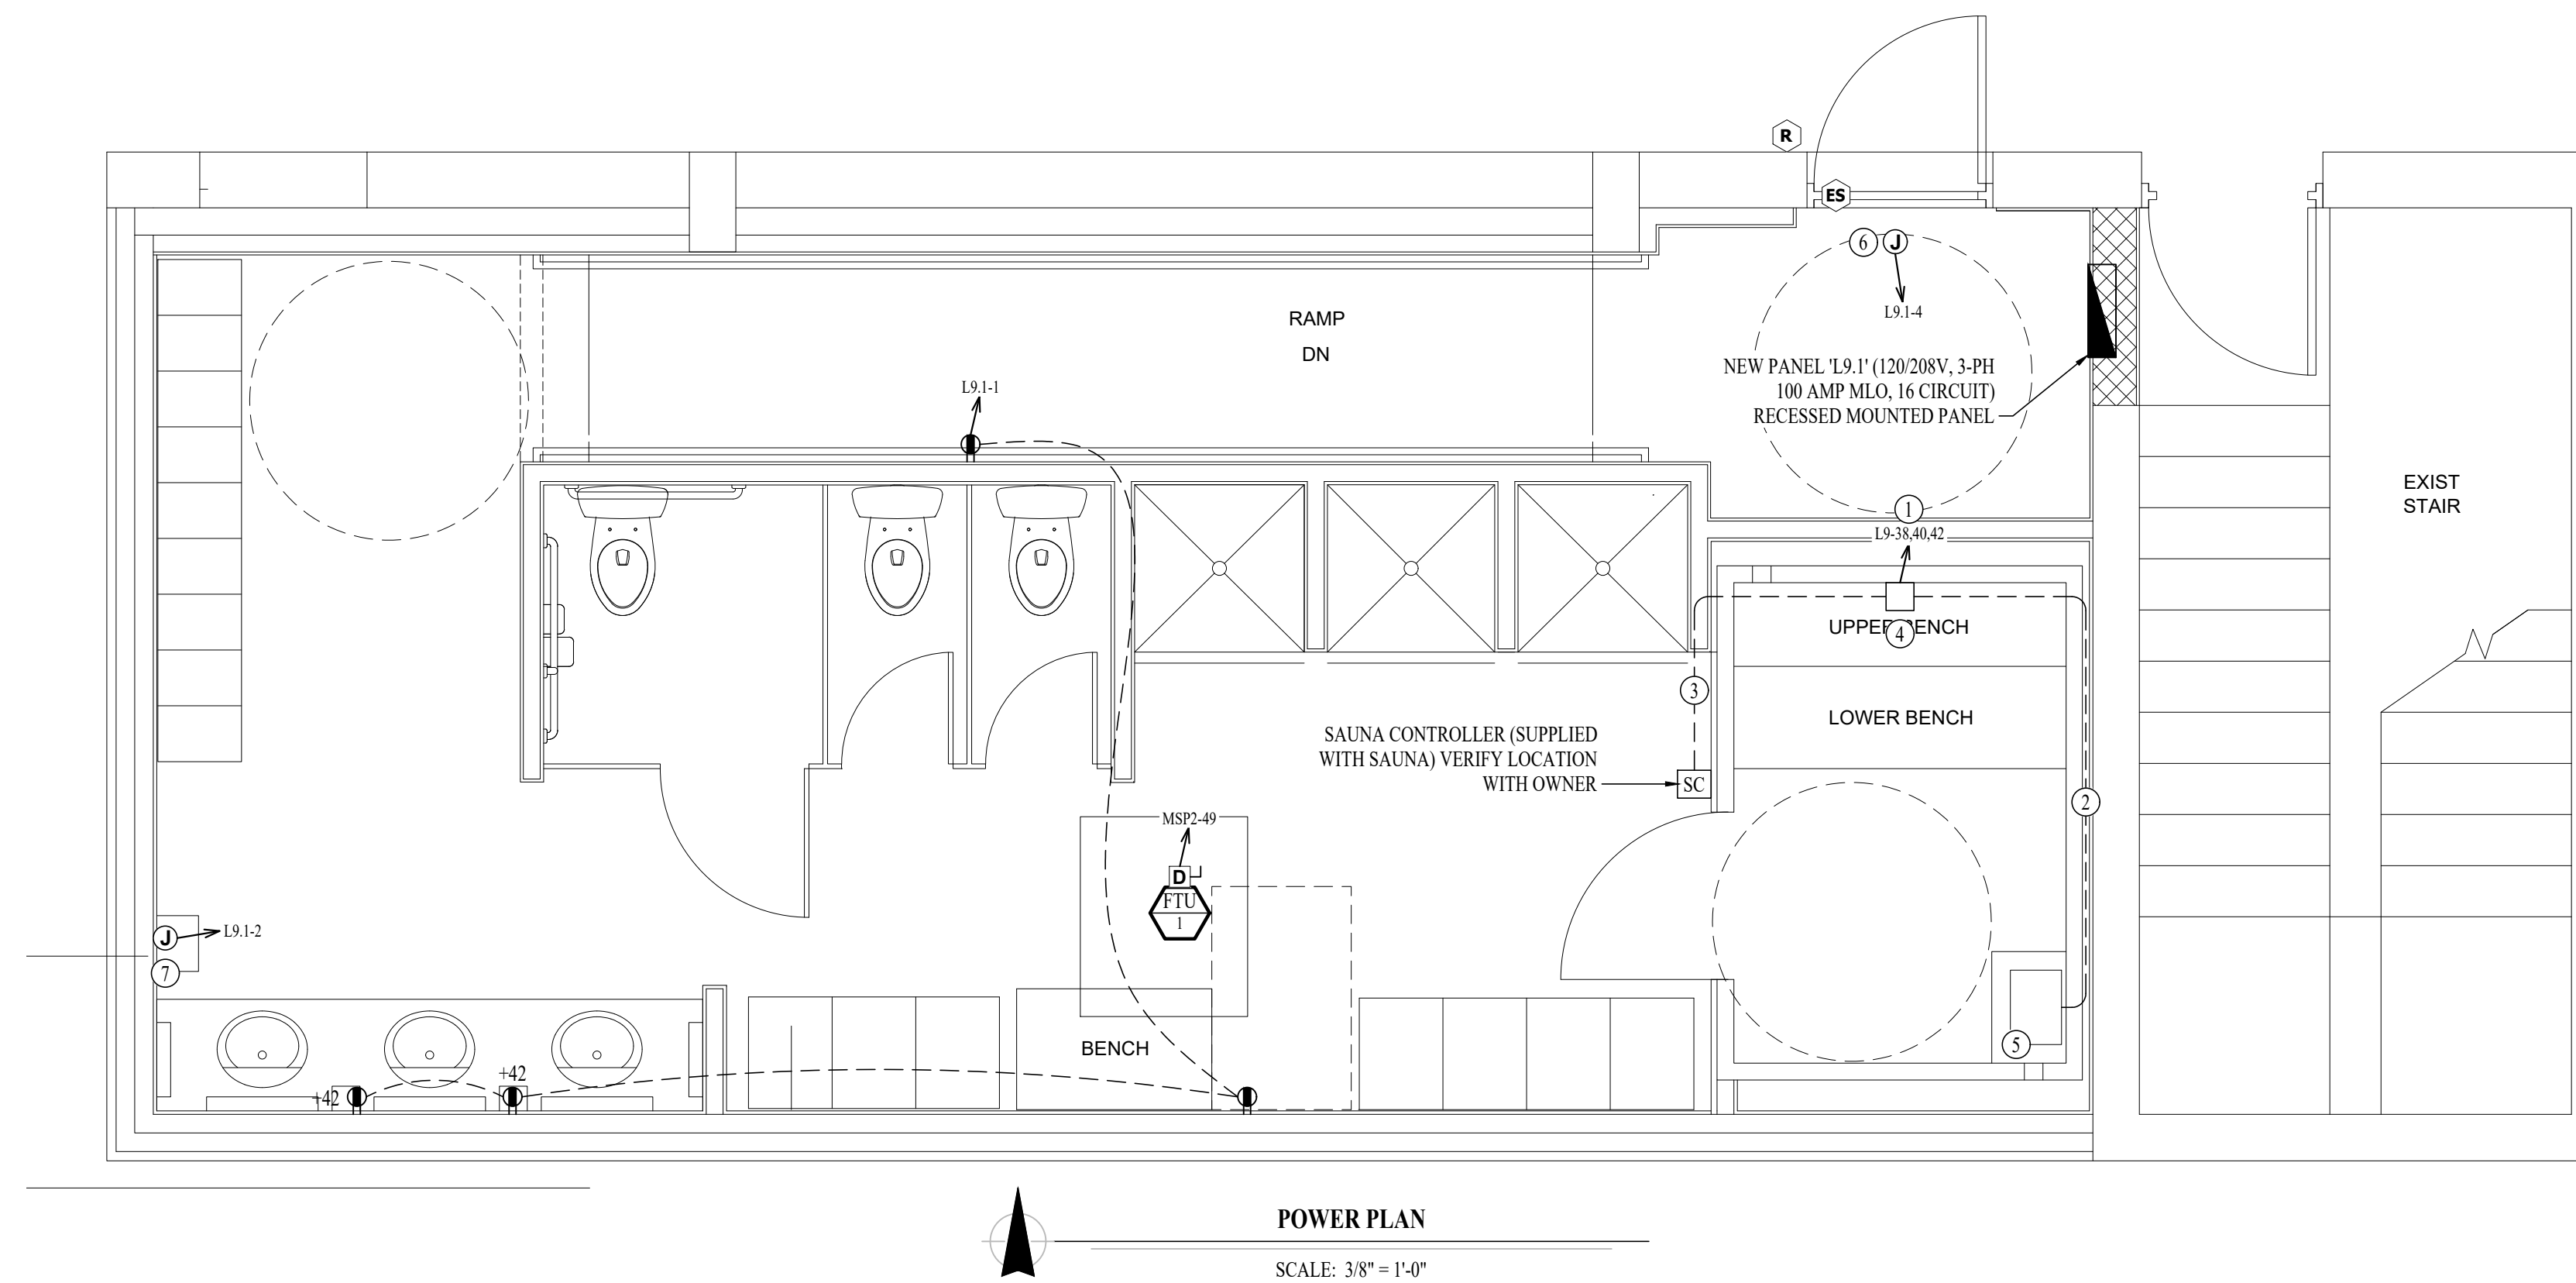 R
ES
6
J
L9.1-4
RAMP
DN
NEW PANEL 'L9.1' (120/208V, 3-PH
100 AMP MLO, 16 CIRCUIT)
RECESSED MOUNTED PANEL
L9.1-1
EXIST
STAIR
1
L9-38,40,42
UPPER BENCH
4
3
LOWER BENCH
SAUNA CONTROLLER (SUPPLIED
WITH SAUNA) VERIFY LOCATION
WITH OWNER
SC
2
MSP2-49
D
FTU
1
J
L9.1-2
7
BENCH
5
+42
+42
POWER PLAN
SCALE: 3/8" = 1'-0"